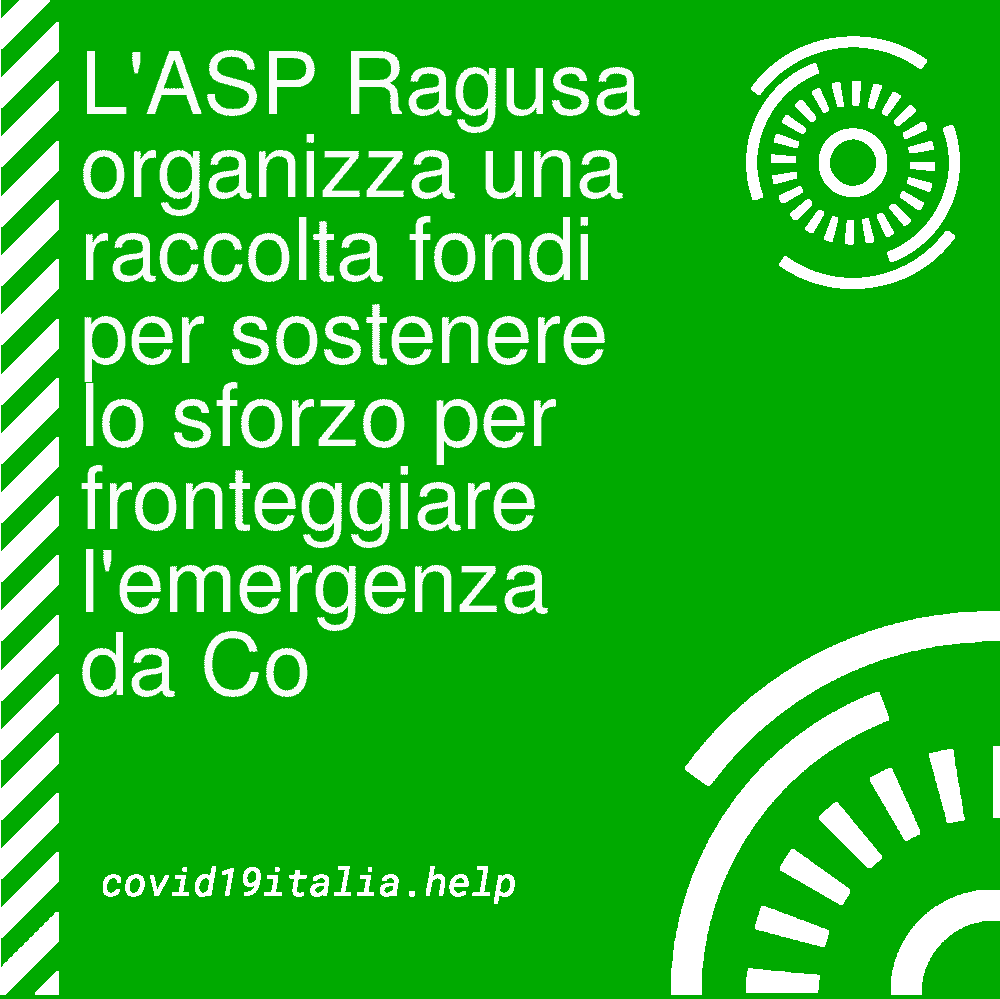 L'ASP Ragusa
organizza una
raccolta fondi
per sostenere
lo sforzo per
fronteggiare
l'emergenza
da Co
covid19italia.help